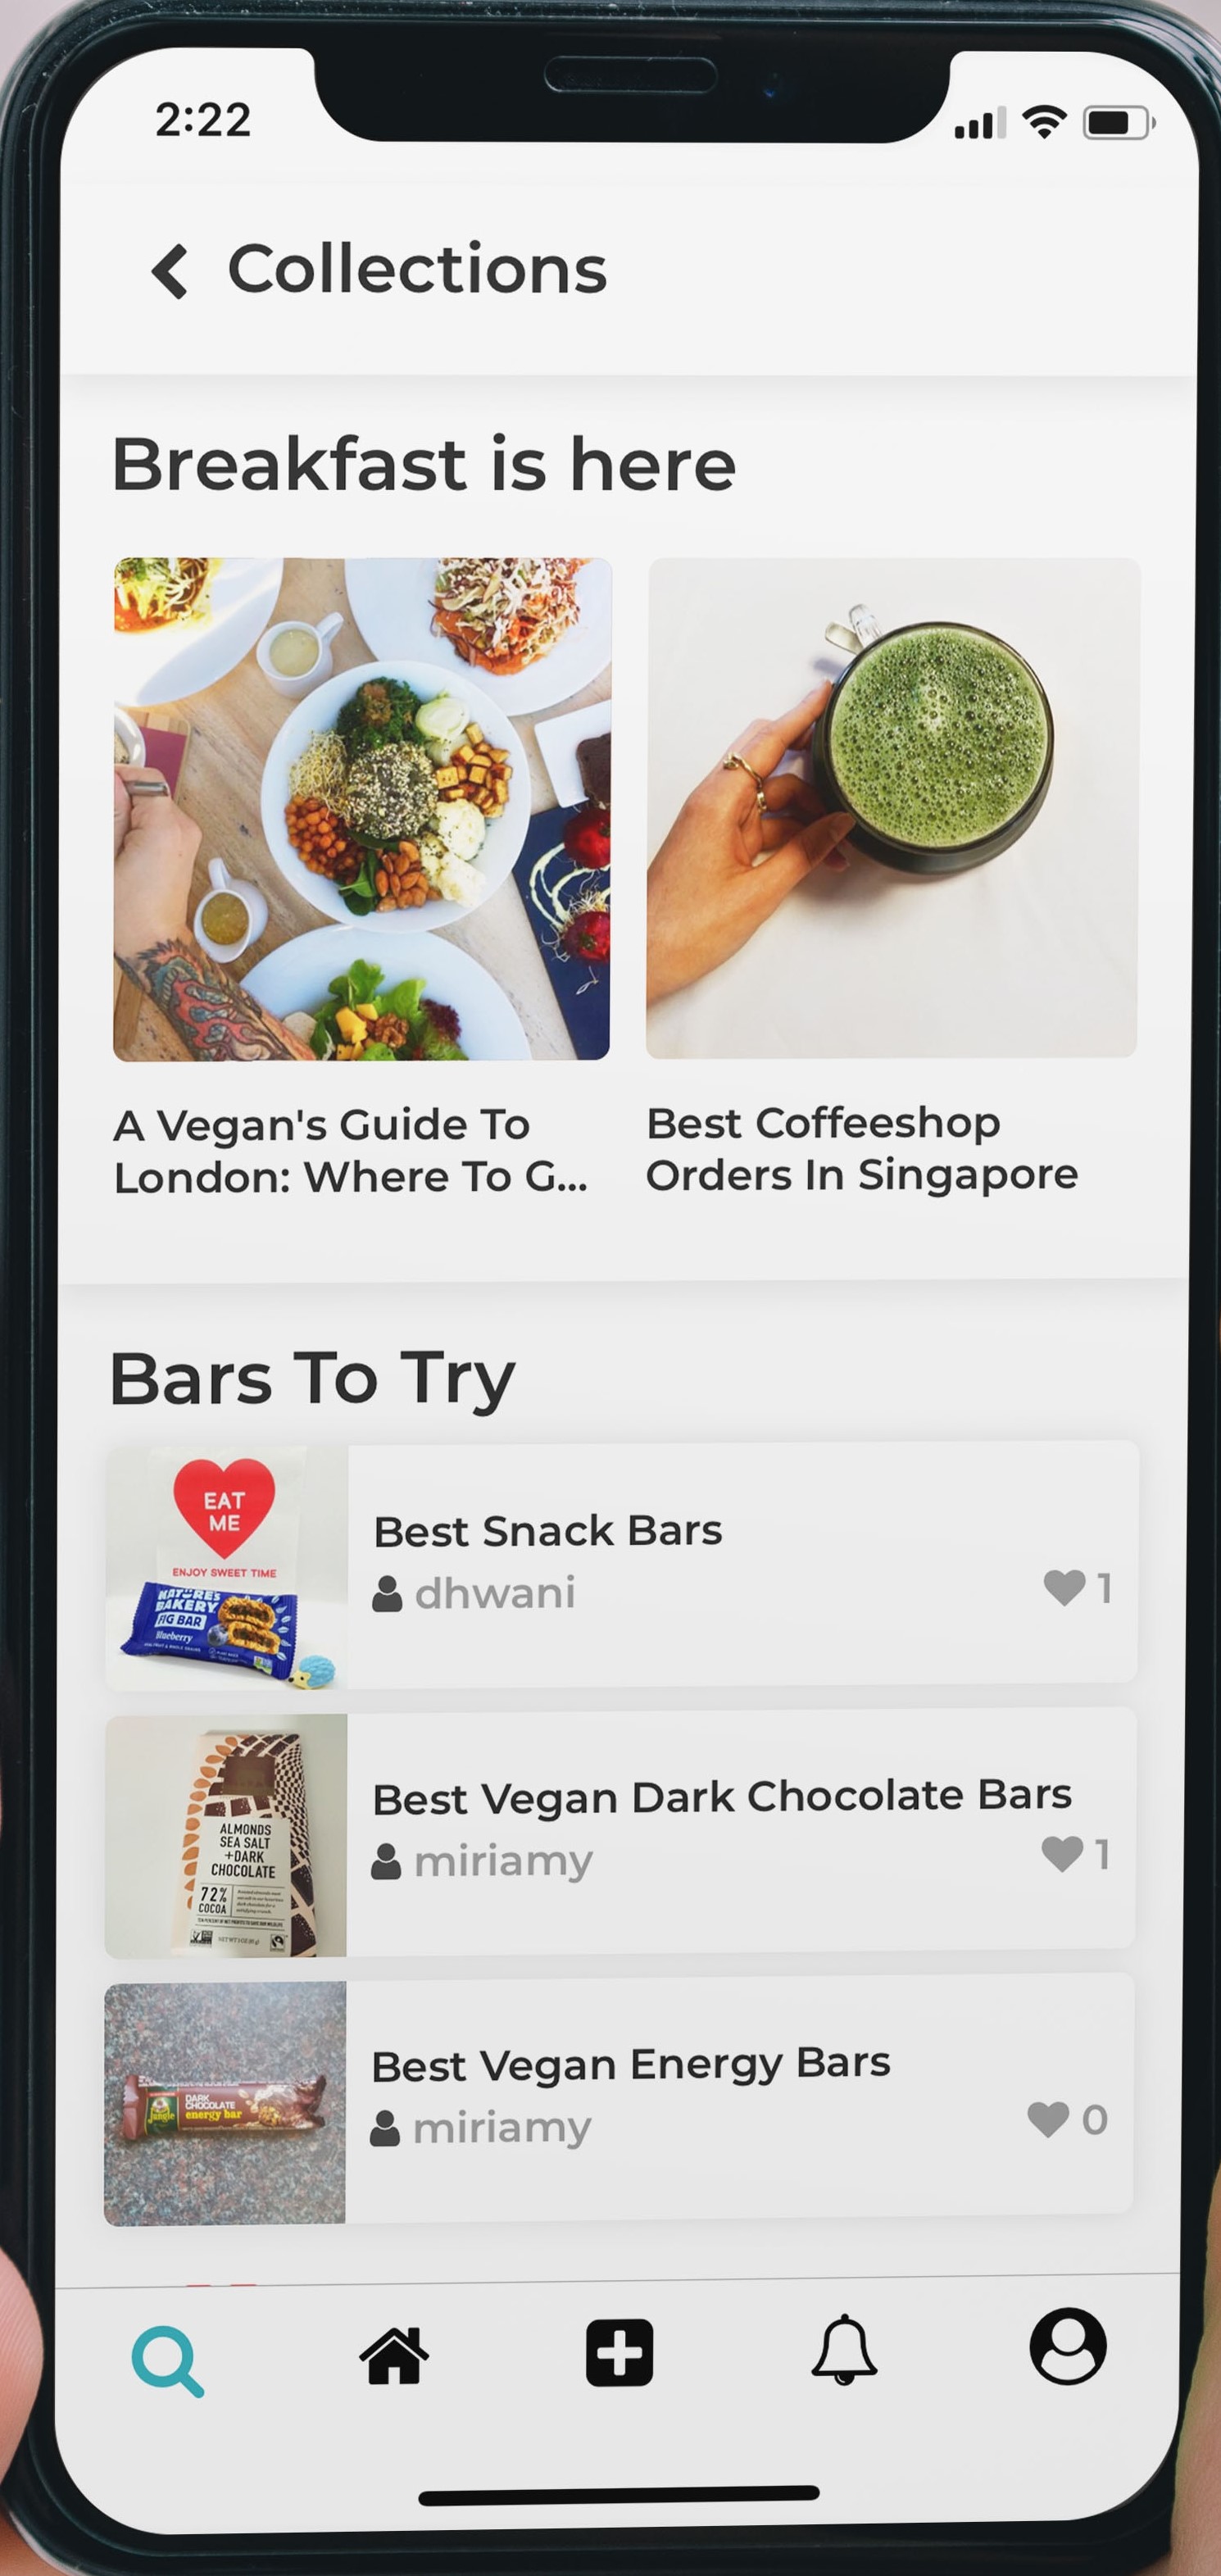 2:22
Collections
Breakfast is here
A Vegan's Guide To
London: Where To G...
Best Coffeeshop
Orders In Singapore
Bars To Try
EAT
ME
ENJOY SWEET TIME
NATURE'S
BAKERY
FIG BAR
Blueberry
Best Snack Bars
dhwani
1
ALMONDS
SEA SALT
+DARK
CHOCOLATE
72%
COCOA
Best Vegan Dark Chocolate Bars
miriamy
1
Jungle
DARK
CHOCOLATE
energy bar
Best Vegan Energy Bars
miriamy
0